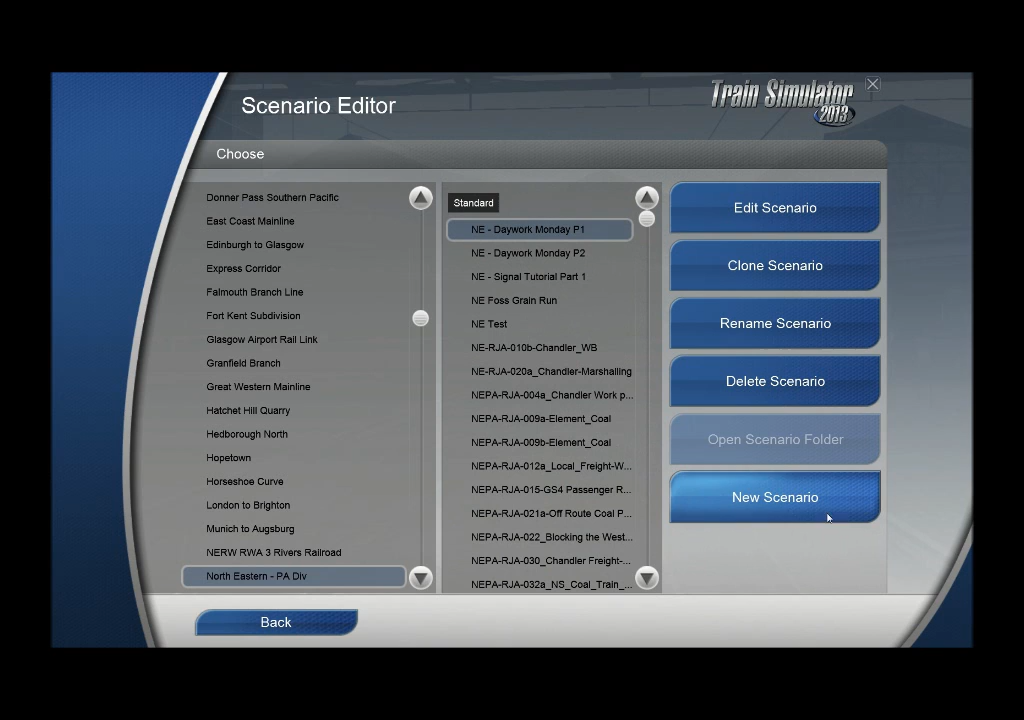 Scenario Editor
Train Simulator
2013
Choose
Donner Pass Southern Pacific
East Coast Mainline
Edinburgh to Glasgow
Express Corridor
Falmouth Branch Line
Fort Kent Subdivision
Glasgow Airport Rail Link
Granfield Branch
Great Western Mainline
Hatchet Hill Quarry
Hedborough North
Hopetown
Horseshoe Curve
London to Brighton
Munich to Augsburg
NERW RWA 3 Rivers Railroad
North Eastern - PA Div
Standard
NE - Daywork Monday P1
NE - Daywork Monday P2
NE - Signal Tutorial Part 1
NE Foss Grain Run
NE Test
NE-RJA-010b-Chandler_WB
NE-RJA-020a_Chandler-Marshalling
NEPA-RJA-004a_Chandler Work p...
NEPA-RJA-009a-Element_Coal
NEPA-RJA-009b-Element_Coal
NEPA-RJA-012a_Local_Freight-W...
NEPA-RJA-015-GS4 Passenger R...
NEPA-RJA-021a-Off Route Coal P...
NEPA-RJA-022_Blocking the West...
NEPA-RJA-030_Chandler Freight-...
NEPA-RJA-032a_NS_Coal_Train_...
Edit Scenario
Clone Scenario
Rename Scenario
Delete Scenario
Open Scenario Folder
New Scenario
Back